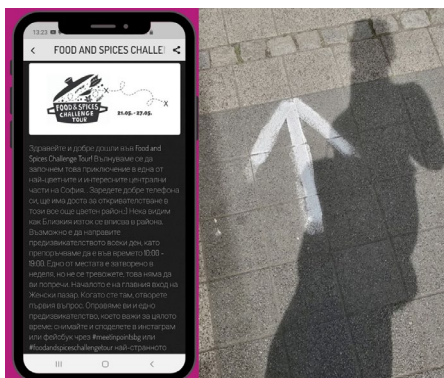 13:23
FOOD AND SPICES CHALLE
FOOD & SPICES
CHALLENGE
TOUR
21.05. - 27.05.
Здравейте и добре дошли във Food and
Spices Challenge Tour! Вълнуваме се да
започнем това приключение в една от
най-цветните и интересните централни
части на София... Заредете добре телефона
си, ще има доста за откривателстване в
този все още цветен район;) Нека видим
как Близкия изток се вписва в района.
Възможно е да направите
предизвикателството всеки ден, като
препоръчваме да е във времето 10:00 -
19:00. Едно от местата е затворено в
неделя, но не се тревожете, това няма да
ви попречи. Началото е на главния вход на
Женски пазар. Когато сте там, отворете
първия въпрос. Оправяме ви и едно
предизвикателство, което важи за цялото
време, снимайте и споделете в инстаграм
или фейсбук чрез #meetinpointsbg или
#foodandspiceschallengetour най-странното